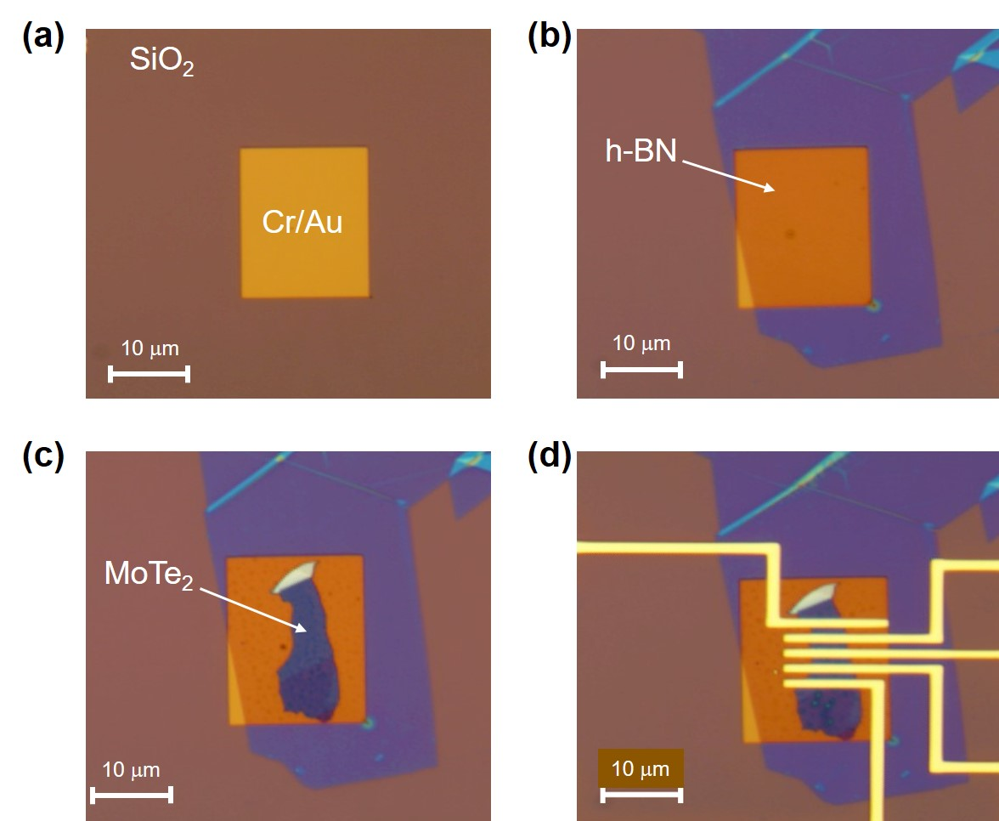 (a)
SiO₂
Cr/Au
10 μm
(b)
h-BN
10 μm
(c)
MoTe₂
10 μm
(d)
10 μm